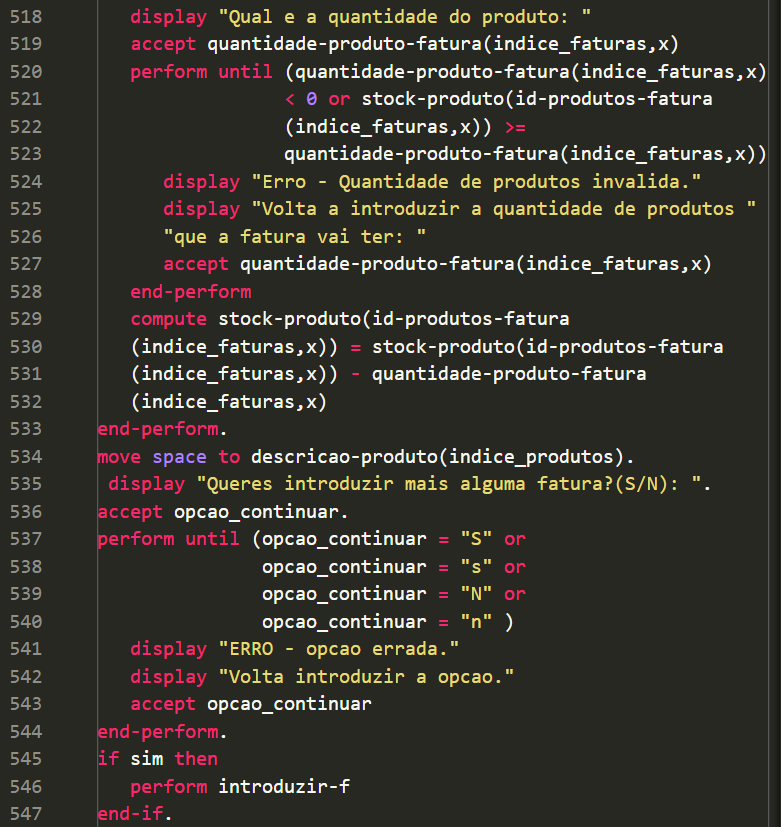 518 display "Qual e a quantidade do produto: "
519 accept quantidade-produto-fatura(indice_faturas,x)
520 perform until (quantidade-produto-fatura(indice_faturas,x)
521 < 0 or stock-produto(id-produtos-fatura
522 (indice_faturas,x)) >=
523 quantidade-produto-fatura(indice_faturas,x))
524 display "Erro - Quantidade de produtos invalida."
525 display "Volta a introduzir a quantidade de produtos "
526 "que a fatura vai ter: "
527 accept quantidade-produto-fatura(indice_faturas,x)
528 end-perform
529 compute stock-produto(id-produtos-fatura
530 (indice_faturas,x)) = stock-produto(id-produtos-fatura
531 (indice_faturas,x)) - quantidade-produto-fatura
532 (indice_faturas,x)
533 end-perform.
534 move space to descricao-produto(indice_produtos).
535 display "Queres introduzir mais alguma fatura?(S/N): ".
536 accept opcao_continuar.
537 perform until (opcao_continuar = "S" or
538 opcao_continuar = "s" or
539 opcao_continuar = "N" or
540 opcao_continuar = "n" )
541 display "ERRO - opcao errada."
542 display "Volta introduzir a opcao."
543 accept opcao_continuar
544 end-perform.
545 if sim then
546 perform introduzir-f
547 end-if.